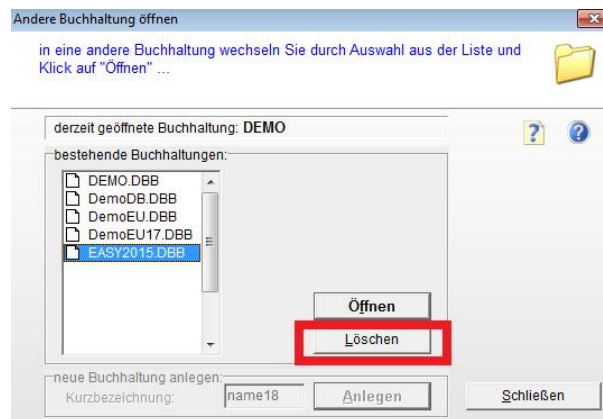 Andere Buchhaltung öffnen
in eine andere Buchhaltung wechseln Sie durch Auswahl aus der Liste und
Klick auf "Öffnen" ...
derzeit geöffnete Buchhaltung: DEMO
bestehende Buchhaltungen:
DEMO.DBB
DemoDB.DBB
DemoEU.DBB
DemoEU17.DBB
EASY2015.DBB
Öffnen
Löschen
neue Buchhaltung anlegen:
Kurzbezeichnung: name18 Anlegen
Schließen